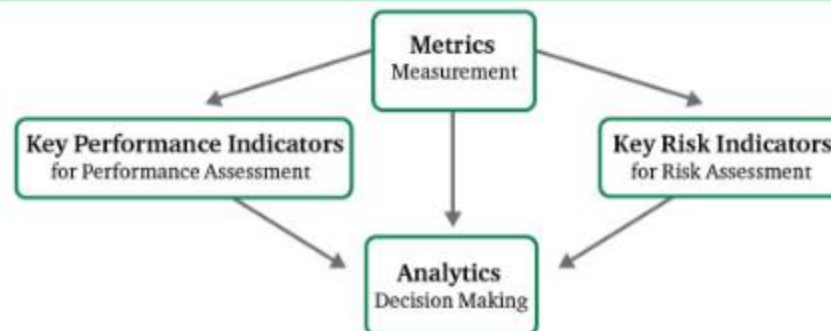 Metrics
Measurement
Key Performance Indicators
for Performance Assessment
Key Risk Indicators
for Risk Assessment
Analytics
Decision Making